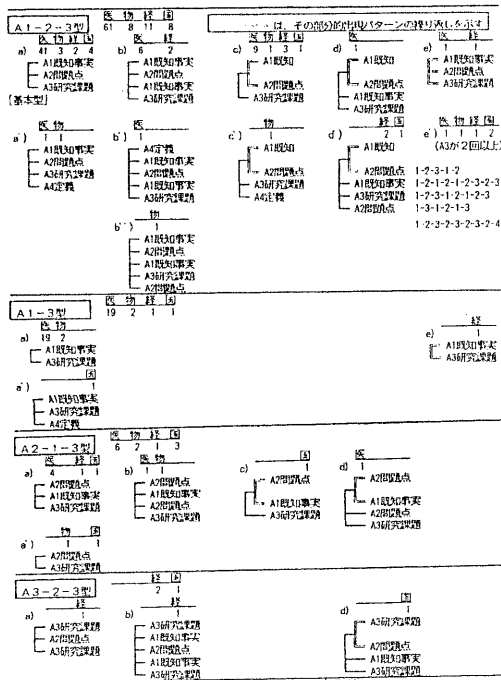 A1-2-3型
医 物 経 国
61 8 11 8
は、その部分的出現パターンの繰り返しを示す
医 物 経 国
a) 41 3 2 4
A1既知事実
A2問題点
A3研究課題
[基本型]
医 経
b) 6 2
A1既知事実
A2問題点
A1既知事実
A3研究課題
医 物 経 国
c) 9 1 3 1
A1既知
A2問題点
A3研究課題
医
d) 1
A1既知
A2問題点
A1既知事実
A3研究課題
医 経
e) 1 1
A1既知事実
A2問題点
A3研究課題
医 物
a') 1 1
A1既知事実
A2問題点
A3研究課題
A4定義
医
b') 1
A4定義
A1既知事実
A2問題点
A1既知事実
A3研究課題
物
b'') 1
A1既知事実
A2問題点
A1既知事実
A3研究課題
A2問題点
物
c') 1
A1既知
A2問題点
A3研究課題
A4定義
経 国
d') 2 1
A1既知
A2問題点
A1既知事実
A3研究課題
A2問題点
医 物 経 国
e') 1 1 1 2
(A3が2回以上)
1-2-3-1-2
1-2-1-2-1-2-3-2-3
1-2-3-1-2-1-2-3
1-3-1-2-1-3
1-2-3-2-3-2-3-2-4
A1-3型
医 物 経 国
19 2 1 1
医 物
a) 19 2
A1既知事実
A3研究課題
国
a') 1
A1既知事実
A3研究課題
A4定義
経
e) 1
A1既知事実
A3研究課題
A2-1-3型
医 物 経 国
6 2 1 3
医 経 国
a) 4 1 1
A2問題点
A1既知事実
A3研究課題
医 物
b) 1 1
A2問題点
A1既知事実
A2問題点
A3研究課題
国
c) 1
A2問題点
A1既知事実
A3研究課題
医
d) 1
A2問題点
A1既知事実
A2問題点
A3研究課題
物 国
a') 1 1
A2問題点
A3研究課題
A3-2-3型
経 国
2 1
経
a) 1
A3研究課題
A2問題点
A3研究課題
経
b) 1
A3研究課題
A2問題点
A1既知事実
A2問題点
A3研究課題
国
d) 1
A3研究課題
A2問題点
A1既知事実
A3研究課題